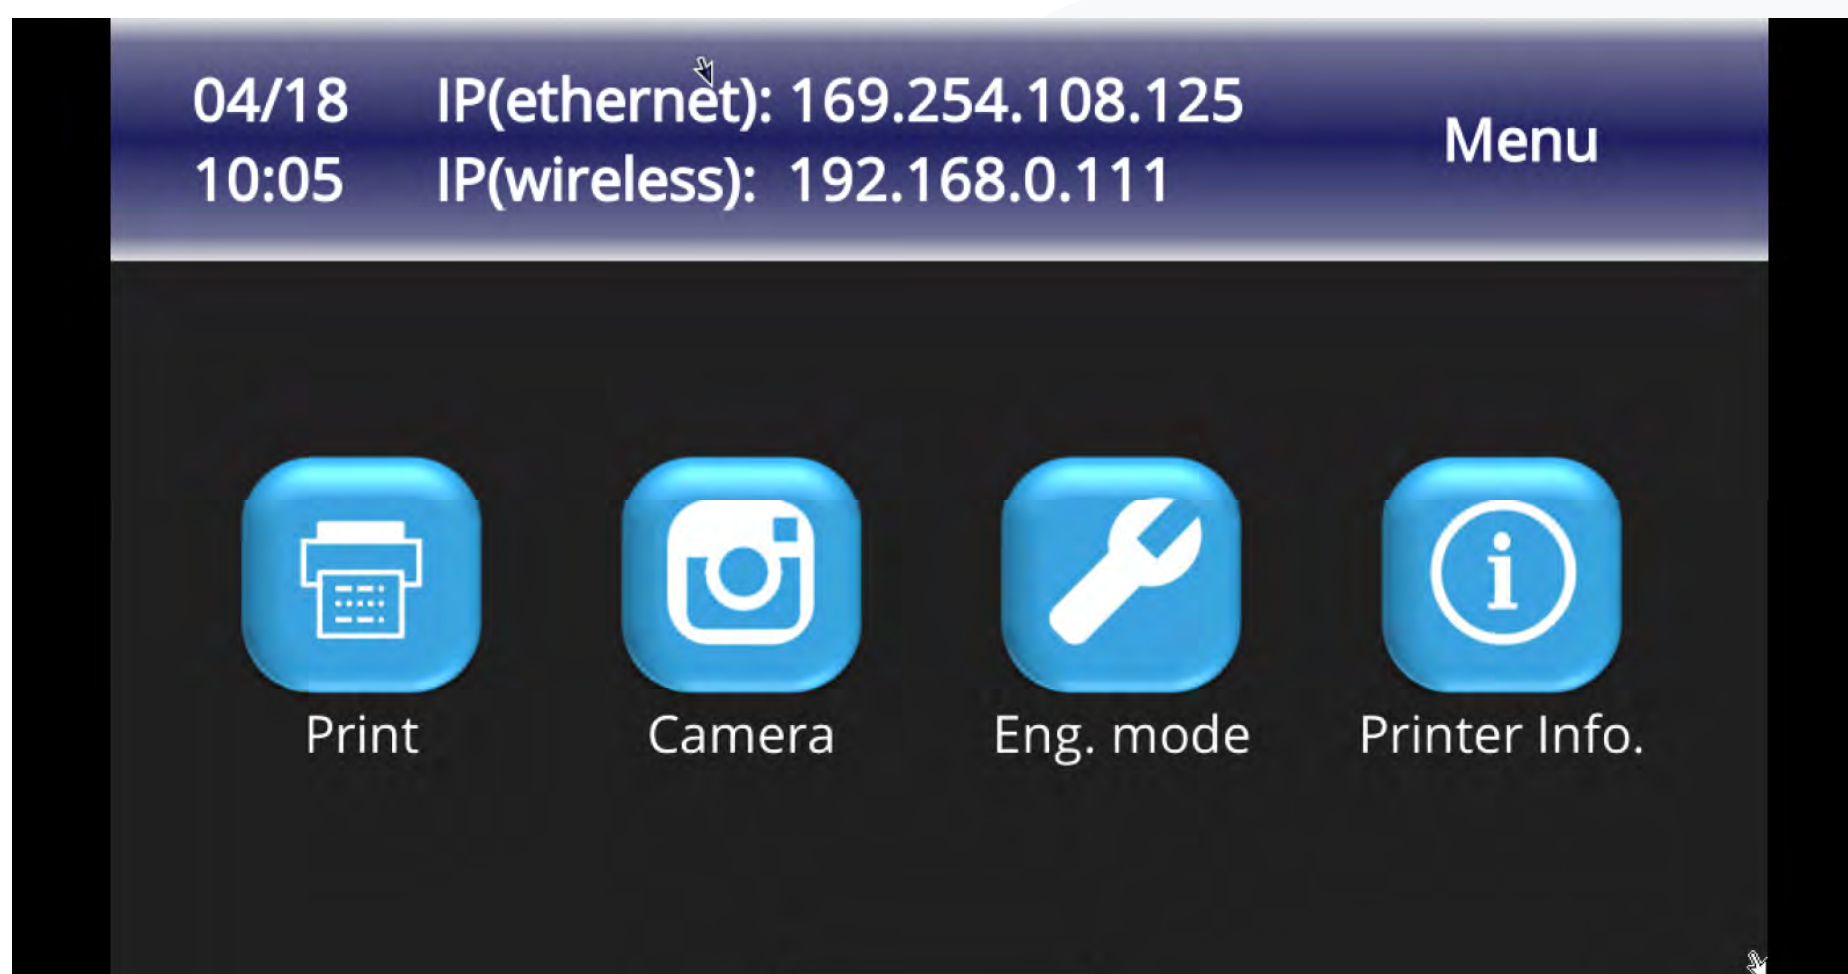 04/18 IP(ethernet): 169.254.108.125
Menu
10:05 IP(wireless): 192.168.0.111
Print Camera Eng. mode Printer Info.